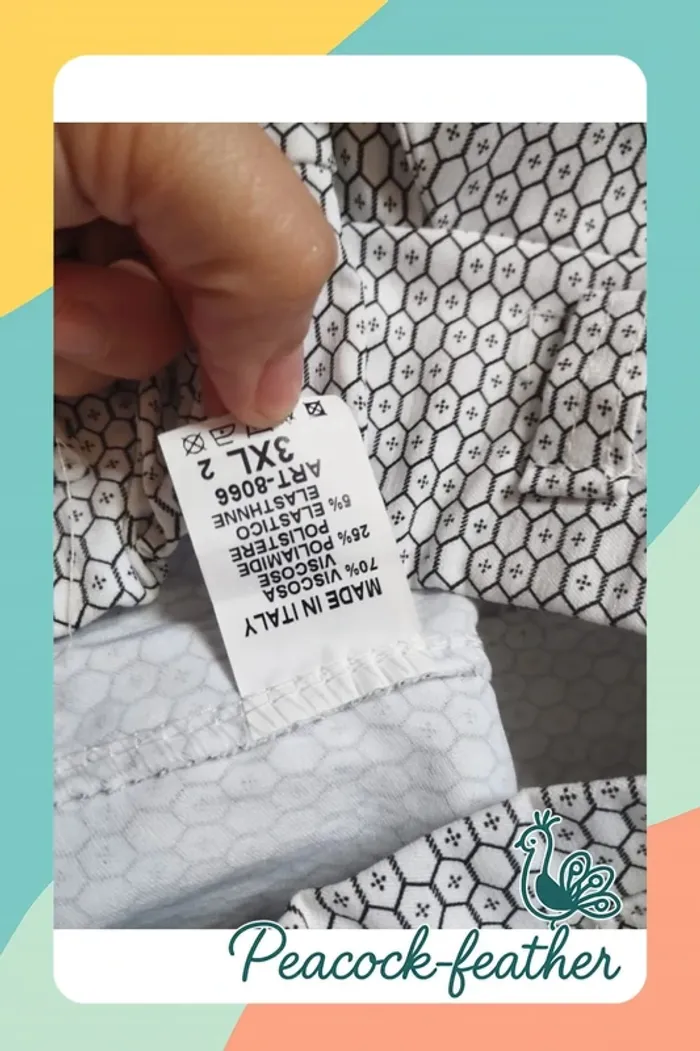 MADE IN ITALY
70% VISCOSA
VISCOSE
25% POLIAMIDE
POLISTERE
5% ELASTICO
ELASTHNNE
ART-8066
3XL 2
Peacock-feather